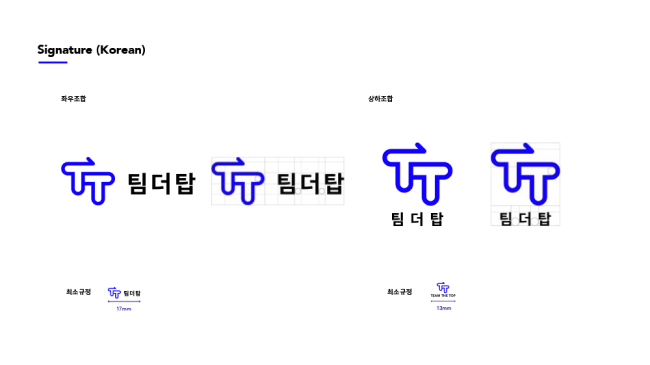 Signature (Korean)
좌우조합
상하조합
팀더탑
팀더탑
팀더탑
팀더탑
최소규정
팀더탑
17mm
최소규정
TEAM THE TOP
13mm